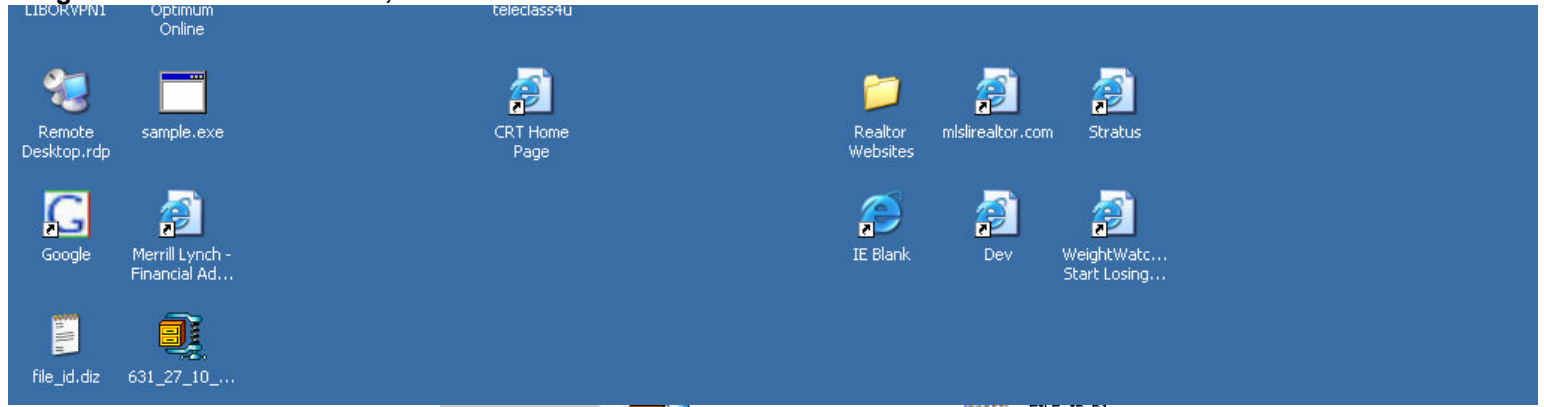 LIBORVPN1
Optimum
Online
teleclass4u
Remote
Desktop.rdp
sample.exe
CRT Home
Page
Realtor
Websites
mlslirealtor.com
Stratus
Google
Merrill Lynch -
Financial Ad...
IE Blank
Dev
WeightWatc...
Start Losing...
file_id.diz
631_27_10_...